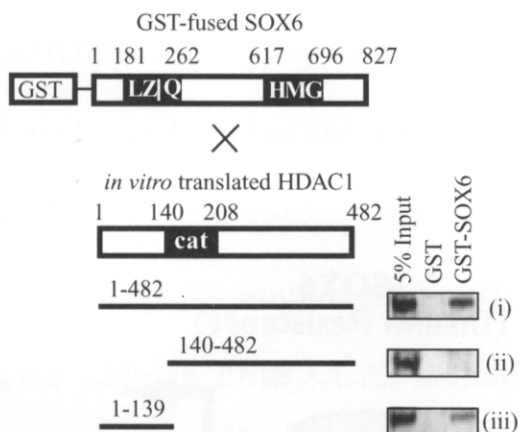 GST-fused SOX6
1 181 262 617 696 827
GST LZ Q HMG
in vitro translated HDAC1
1 140 208 482
cat
5% Input
GST
GST-SOX6
1-482
(i)
140-482
(ii)
1-139
(iii)